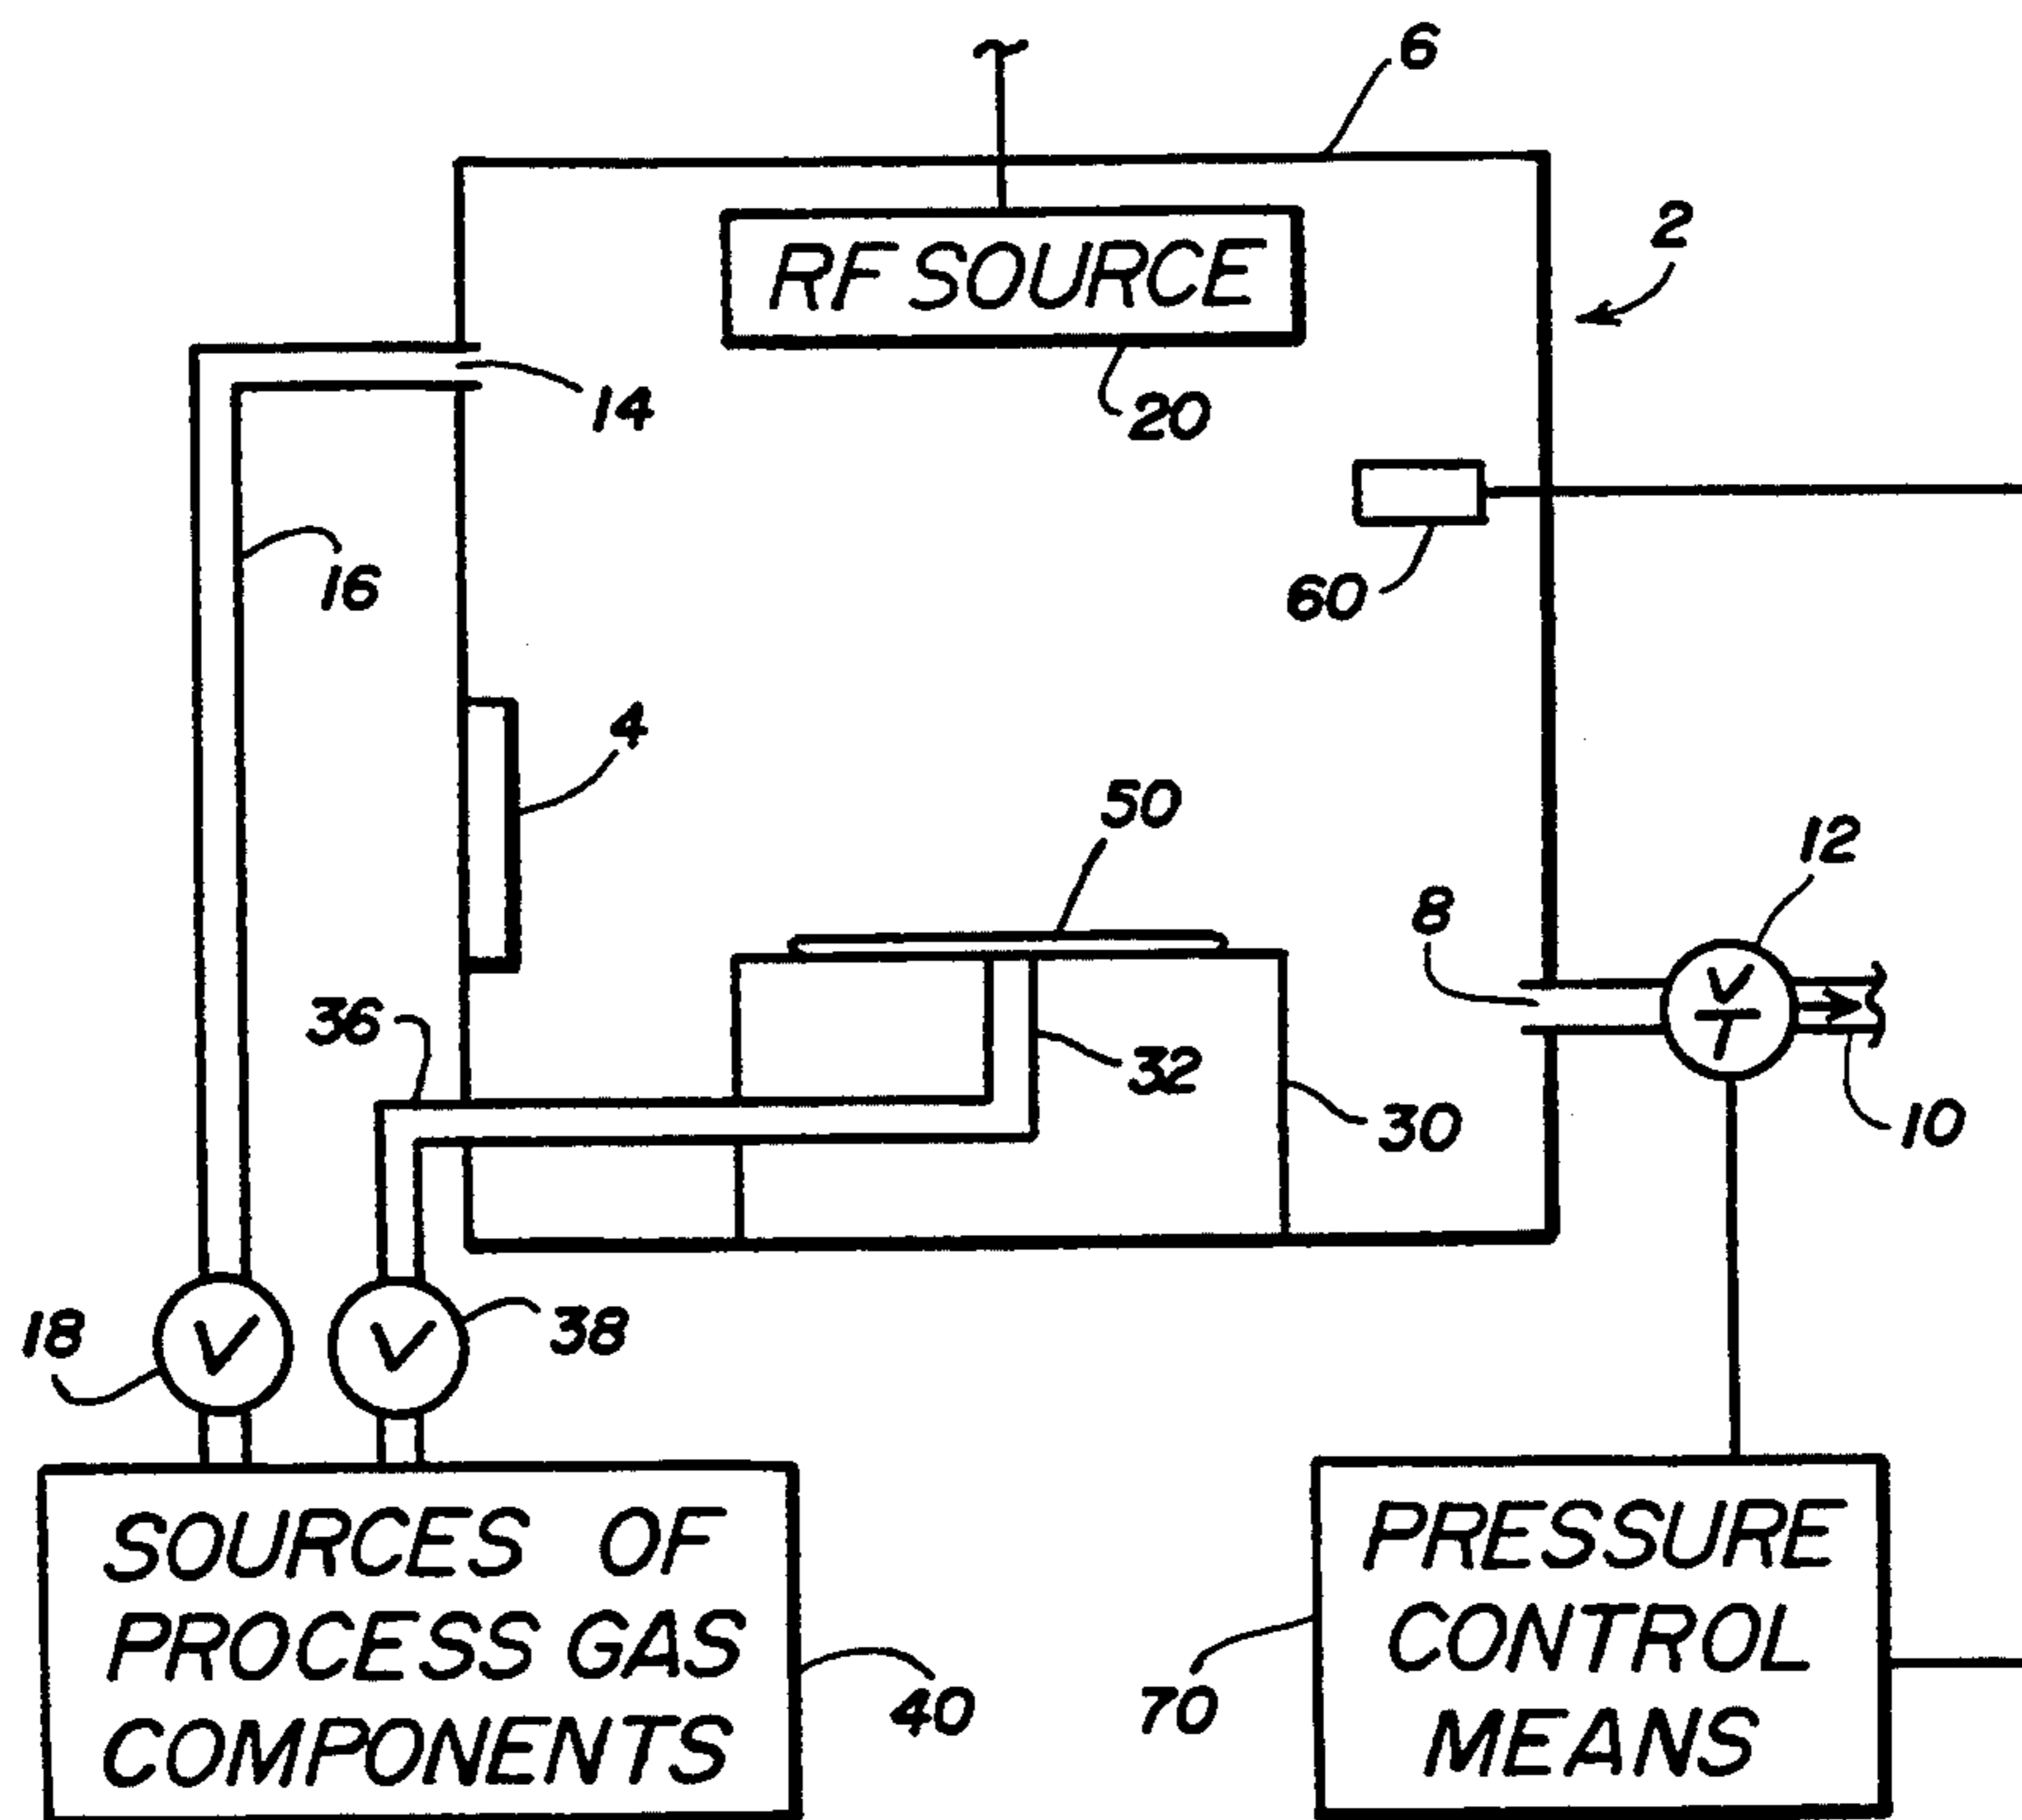 6
2
RF SOURCE
14
20
16
60
4
50
12
8
V
T
36
32
30
10
18
V
V
38
SOURCES OF
PROCESS GAS
COMPONENTS
40
70
PRESSURE
CONTROL
MEANS